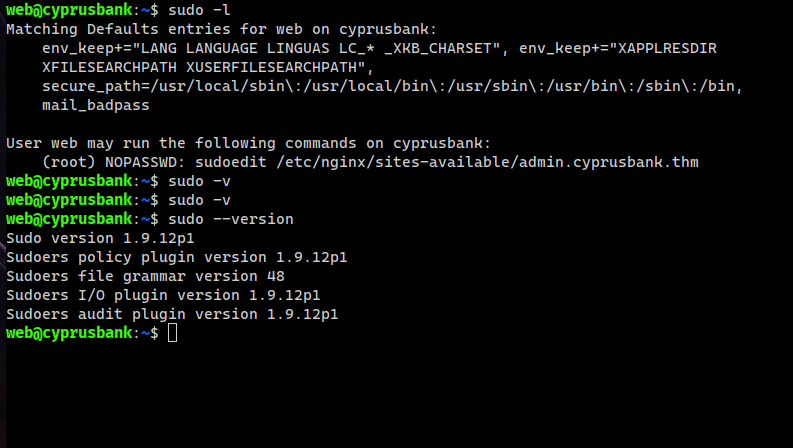 web@cyprusbank:~$ sudo -l
Matching Defaults entries for web on cyprusbank:
    env_keep+="LANG LANGUAGE LINGUAS LC_* _XKB_CHARSET", env_keep+="XAPPLRESDIR
    XFILESEARCHPATH XUSERFILESEARCHPATH",
    secure_path=/usr/local/sbin\:/usr/local/bin\:/usr/sbin\:/usr/bin\:/sbin\:/bin,
    mail_badpass

User web may run the following commands on cyprusbank:
    (root) NOPASSWD: sudoedit /etc/nginx/sites-available/admin.cyprusbank.thm
web@cyprusbank:~$ sudo -v
web@cyprusbank:~$ sudo -v
web@cyprusbank:~$ sudo --version
Sudo version 1.9.12p1
Sudoers policy plugin version 1.9.12p1
Sudoers file grammar version 48
Sudoers I/O plugin version 1.9.12p1
Sudoers audit plugin version 1.9.12p1
web@cyprusbank:~$